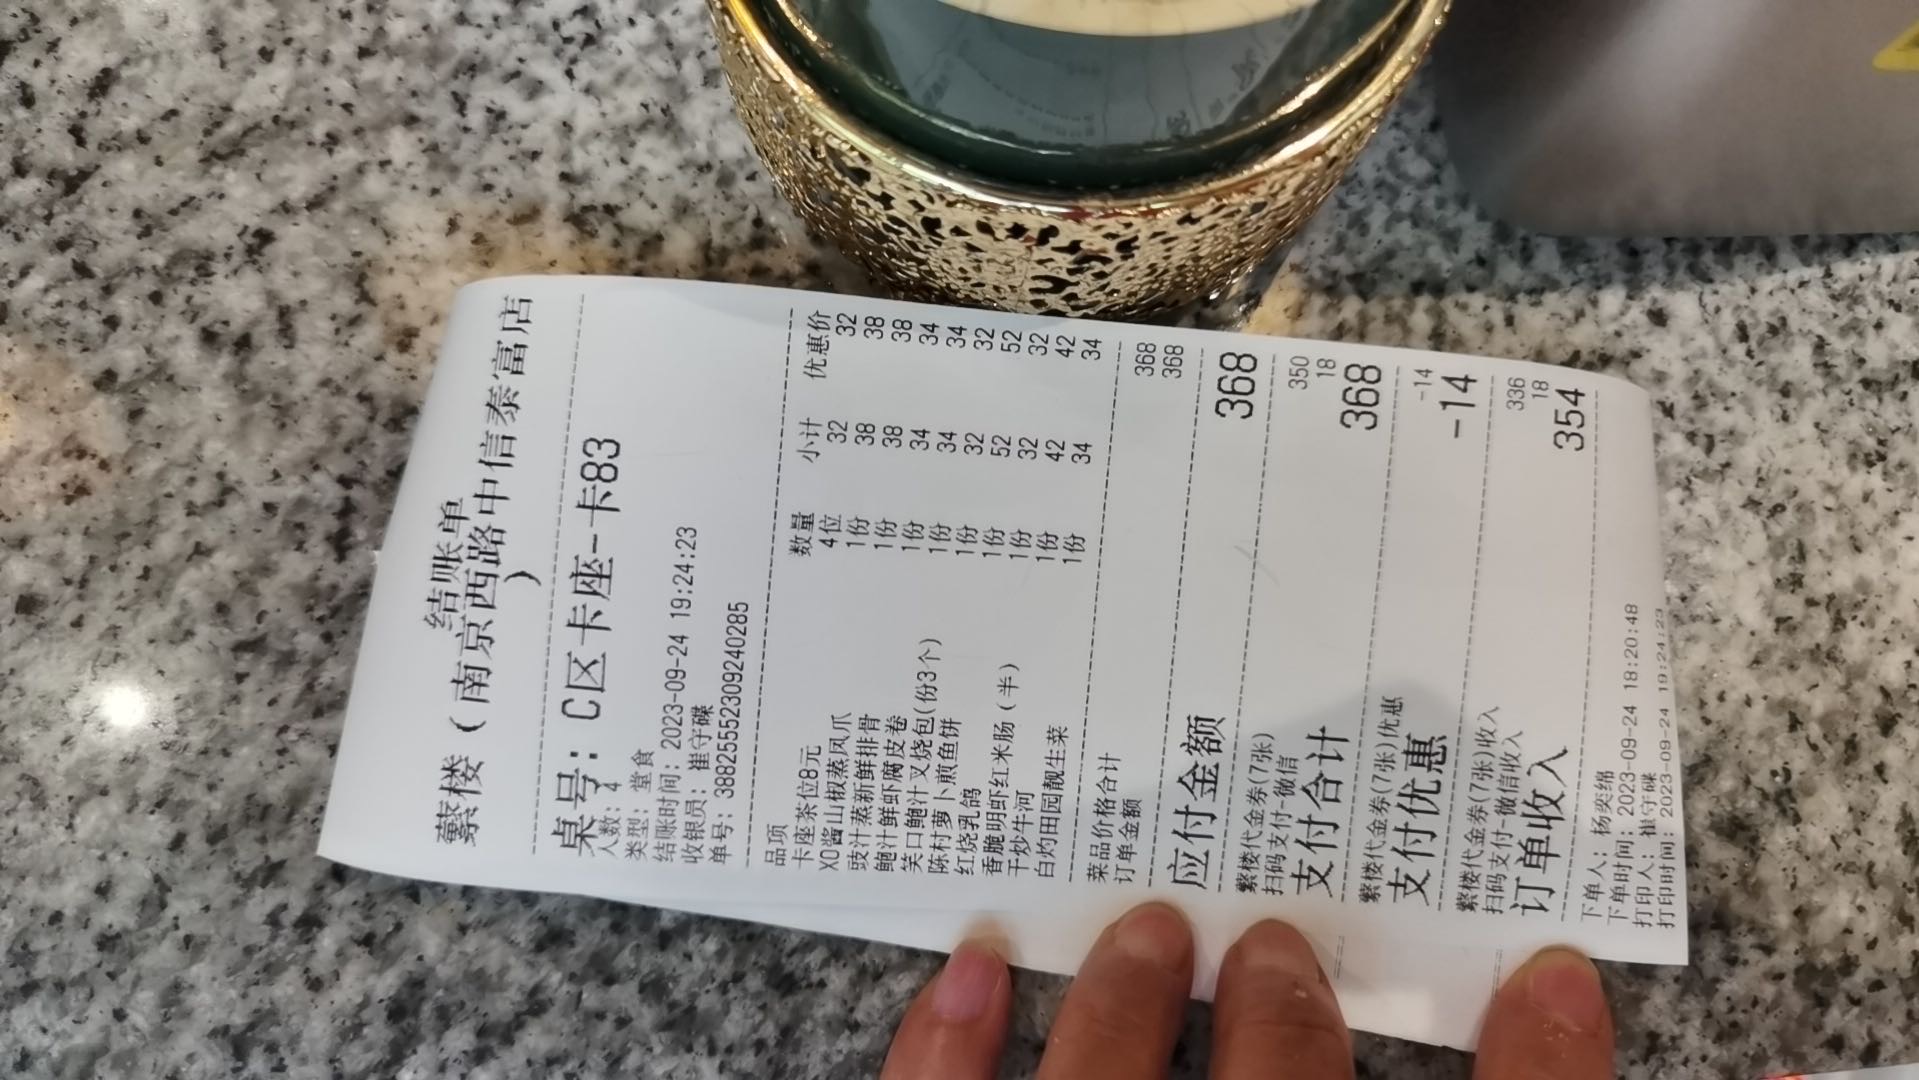 结账单
蘩楼（南京西路中信泰富店
）
桌号：C区卡座-卡83
人数：4
类型：堂食
结账时间：2023-09-24 19:24:23
收银员：崔守碟
单号：3882555230924028​5
品项 数量 小计 优惠价
卡座茶位8元 4位 32 32
XO酱山椒蒸凤爪 1份 38 38
豉汁蒸新鲜排骨 1份 38 38
鲍汁鲜虾腐皮卷 1份 34 34
笑口鲍汁叉烧包(份3个) 1份 34 34
陈村萝卜煎鱼饼 1份 32 32
红烧乳鸽 1份 52 52
香脆明虾红米肠(半) 1份 32 32
干炒牛河 1份 42 42
白灼田园靓生菜 1份 34 34
菜品价格合计 368
订单金额 368
应付金额 368
蘩楼代金券(7张) 350
扫码支付-微信 18
支付合计 368
蘩楼代金券(7张)优惠 -14
支付优惠 -14
蘩楼代金券(7张)收入 336
扫码支付-微信收入 18
订单收入 354
下单人：杨奕绵
下单时间：2023-09-24 18:20:48
打印人：崔守碟
打印时间：2023-09-24 19:24:23